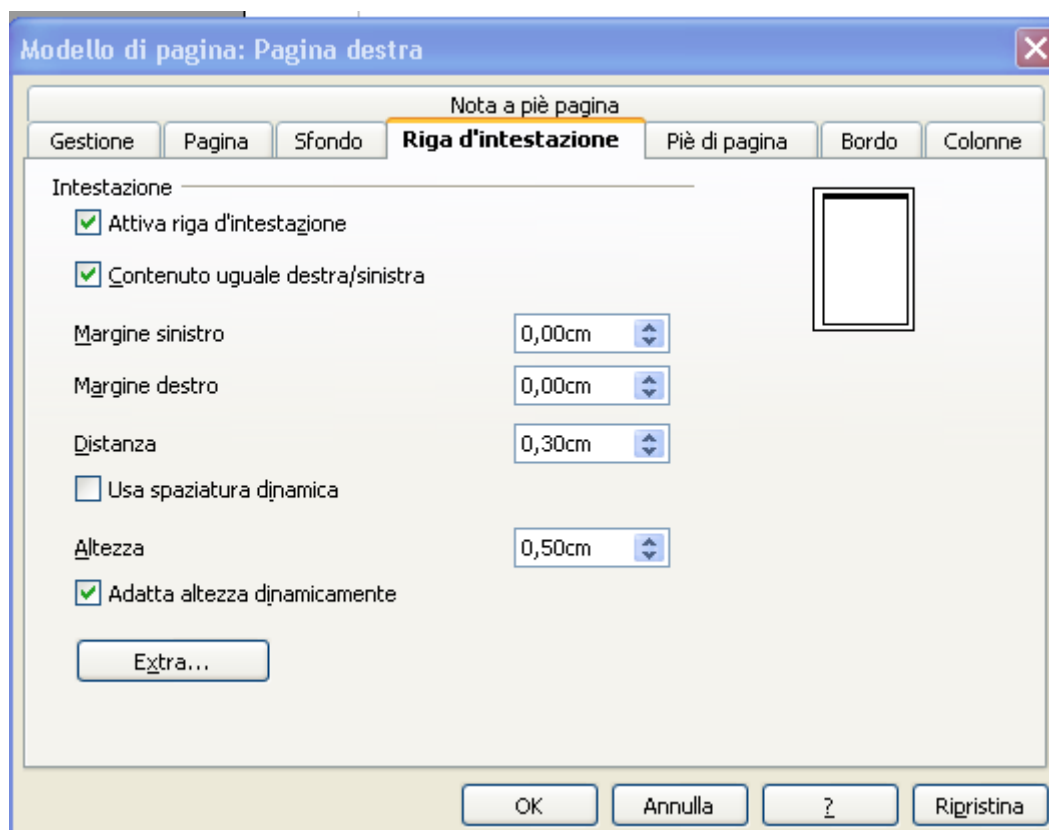 Modello di pagina: Pagina destra
Nota a piè pagina
Gestione Pagina Sfondo Riga d'intestazione Piè di pagina Bordo Colonne
Intestazione
Attiva riga d'intestazione
Contenuto uguale destra/sinistra
Margine sinistro 0,00cm
Margine destro 0,00cm
Distanza 0,30cm
Usa spaziatura dinamica
Altezza 0,50cm
Adatta altezza dinamicamente
Extra...
OK Annulla ? Ripristina